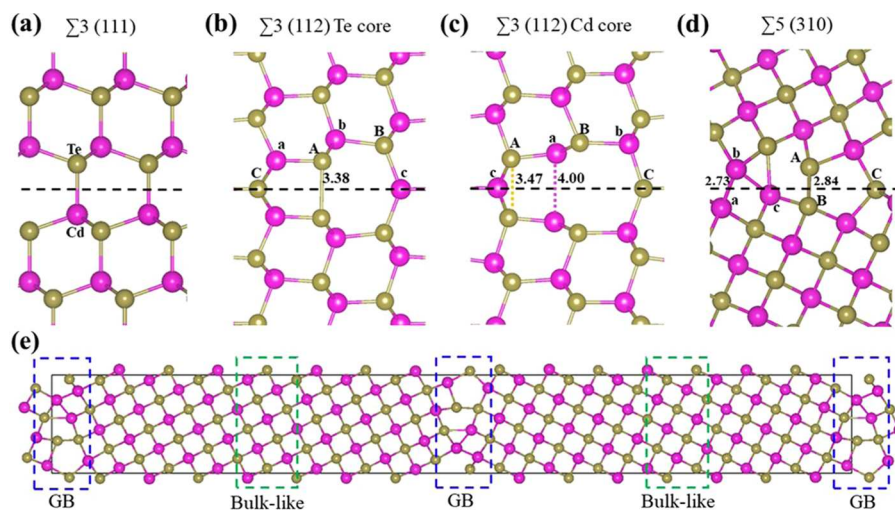 (a) ∑3 (111)
(b) ∑3 (112) Te core
(c) ∑3 (112) Cd core
(d) ∑5 (310)
Te
Cd
b
a A B
C c
3.38
A a B b
c C
3.47 4.00
b A
2.73 2.84 C
a c B
(e)
GB Bulk-like GB Bulk-like GB